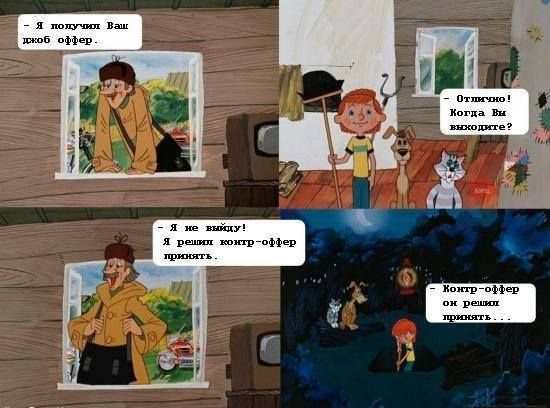 - Я получил Ваш
джоб оффер.
- Отлично!
Когда Вы
выходите?
- Я не выйду!
Я решил контр-оффер
принять.
- Контр-оффер
он решил
принять...